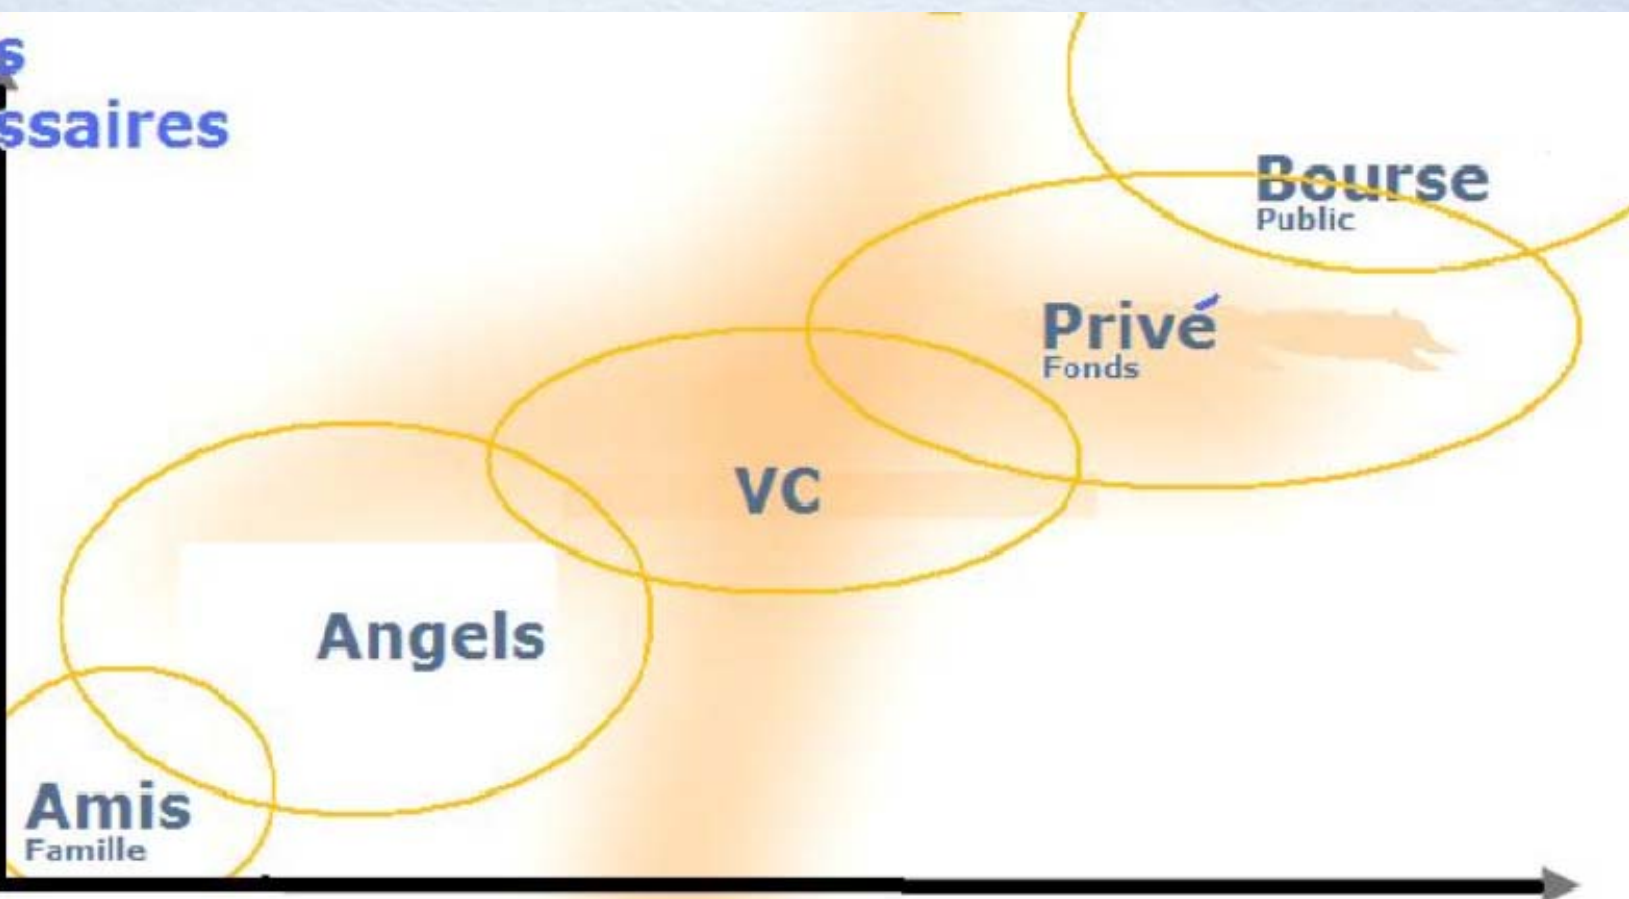 s
ssaires
Bourse
Public
Privé
Fonds
VC
Angels
Amis
Famille